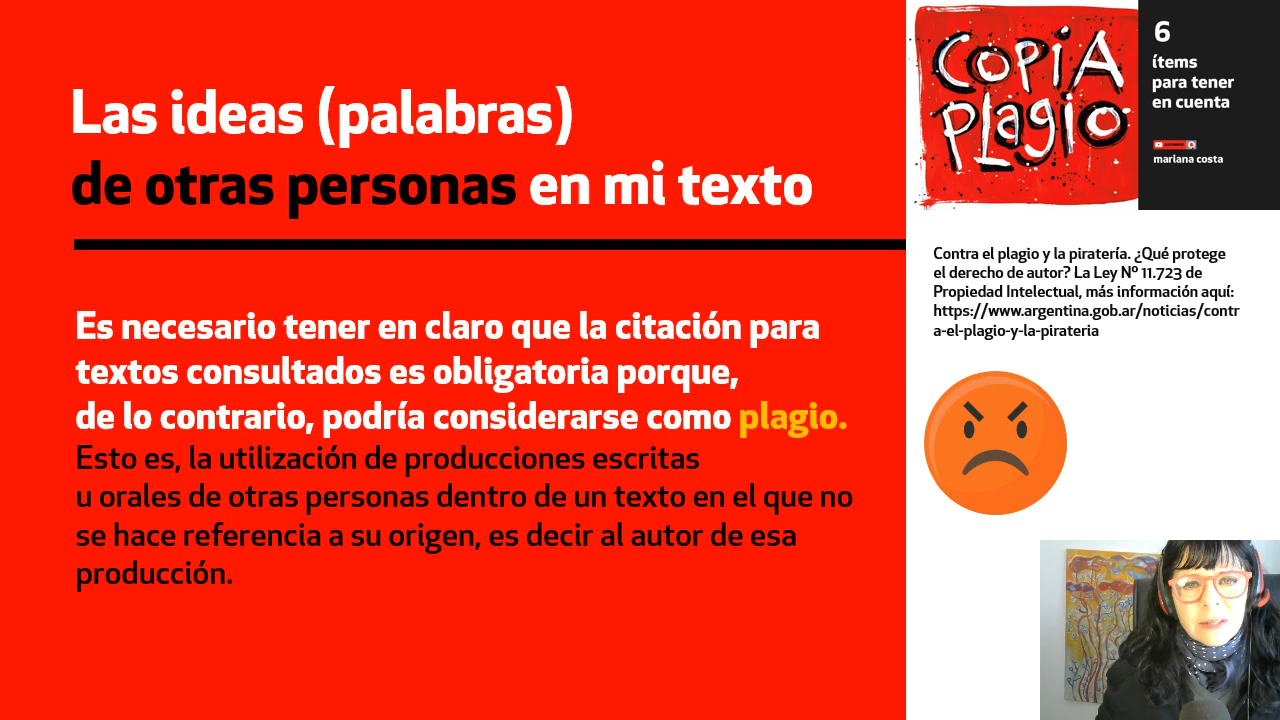 Las ideas (palabras)
de otras personas en mi texto
Es necesario tener en claro que la citación para
textos consultados es obligatoria porque,
de lo contrario, podría considerarse como plagio.
Esto es, la utilización de producciones escritas
u orales de otras personas dentro de un texto en el que no
se hace referencia a su origen, es decir al autor de esa
producción.
COPiA
PLagio
6
ítems
para tener
en cuenta
mariana costa
Contra el plagio y la piratería. ¿Qué protege
el derecho de autor? La Ley Nº 11.723 de
Propiedad Intelectual, más información aquí:
https://www.argentina.gob.ar/noticias/contr
a-el-plagio-y-la-pirateria